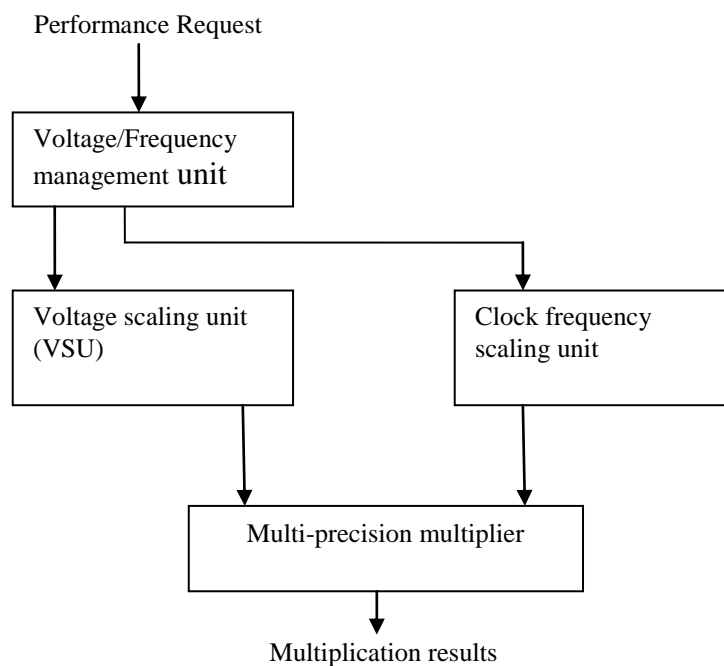 Performance Request
Voltage/Frequency
management unit
Voltage scaling unit
(VSU)
Clock frequency
scaling unit
Multi-precision multiplier
Multiplication results